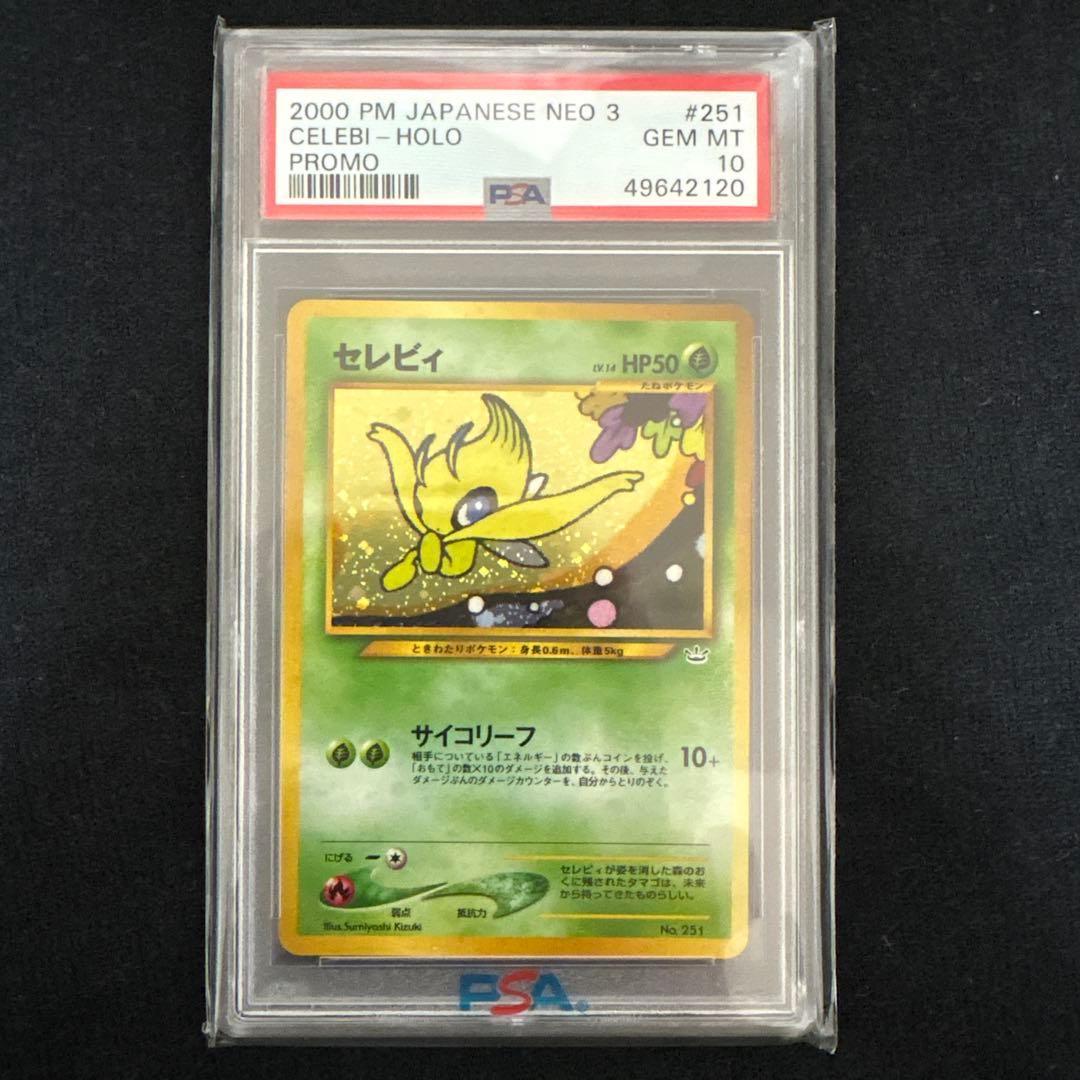 2000 PM JAPANESE NEO 3 #251
CELEBI-HOLO GEM MT
PROMO 10
49642120
PSA
セレビィ LV.14 HP50
たねポケモン
ときわたりポケモン:身長0.6m、体重5kg
サイコリーフ 10+
相手についている「エネルギー」の数ぶんコインを投げ、
「おもて」の数×10のダメージを追加する。その後、与えた
ダメージぶんのダメージカウンターを、自分からとりのぞく。
にげる
弱点 抵抗力
セレビィが姿を消した森のお
くに残されたタマゴは、未来
から持ってきたものらしい。
Illus.Sumiyoshi Kizuki No. 251
PSA®